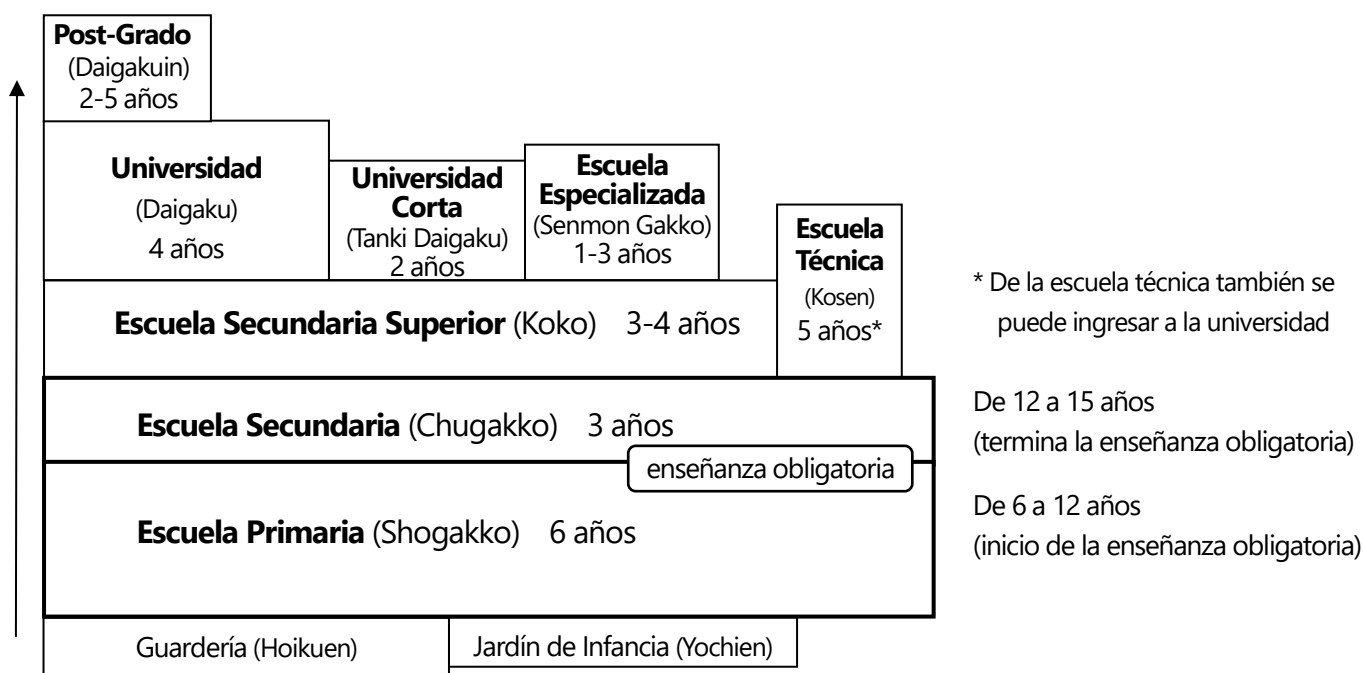 Post-Grado
(Daigakuin)
2-5 años
Universidad
(Daigaku)
4 años
Universidad
Corta
(Tanki Daigaku)
2 años
Escuela
Especializada
(Senmon Gakko)
1-3 años
Escuela
Técnica
(Kosen)
5 años*
* De la escuela técnica también se
puede ingresar a la universidad
Escuela Secundaria Superior (Koko) 3-4 años
Escuela Secundaria (Chugakko) 3 años
De 12 a 15 años
(termina la enseñanza obligatoria)
enseñanza obligatoria
Escuela Primaria (Shogakko) 6 años
De 6 a 12 años
(inicio de la enseñanza obligatoria)
Guardería (Hoikuen)
Jardín de Infancia (Yochien)